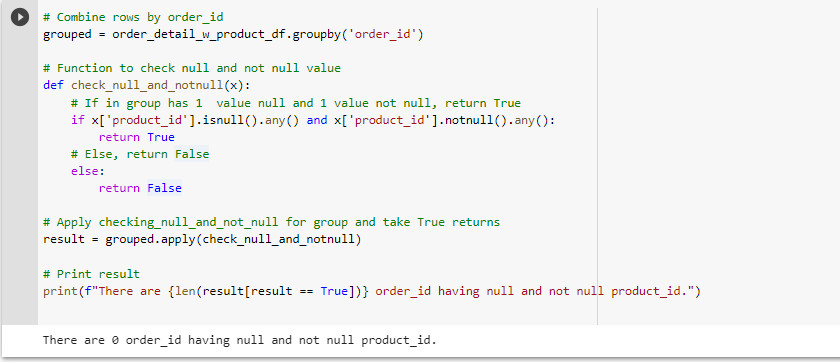 # Combine rows by order_id
grouped = order_detail_w_product_df.groupby('order_id')
# Function to check null and not null value
def check_null_and_notnull(x):
# If in group has 1  value null and 1 value not null, return True
if x['product_id'].isnull().any() and x['product_id'].notnull().any():
return True
# Else, return False
else:
return False
# Apply checking_null_and_not_null for group and take True returns
result = grouped.apply(check_null_and_notnull)
# Print result
print(f"There are {len(result[result == True])} order_id having null and not null product_id.")
There are 0 order_id having null and not null product_id.